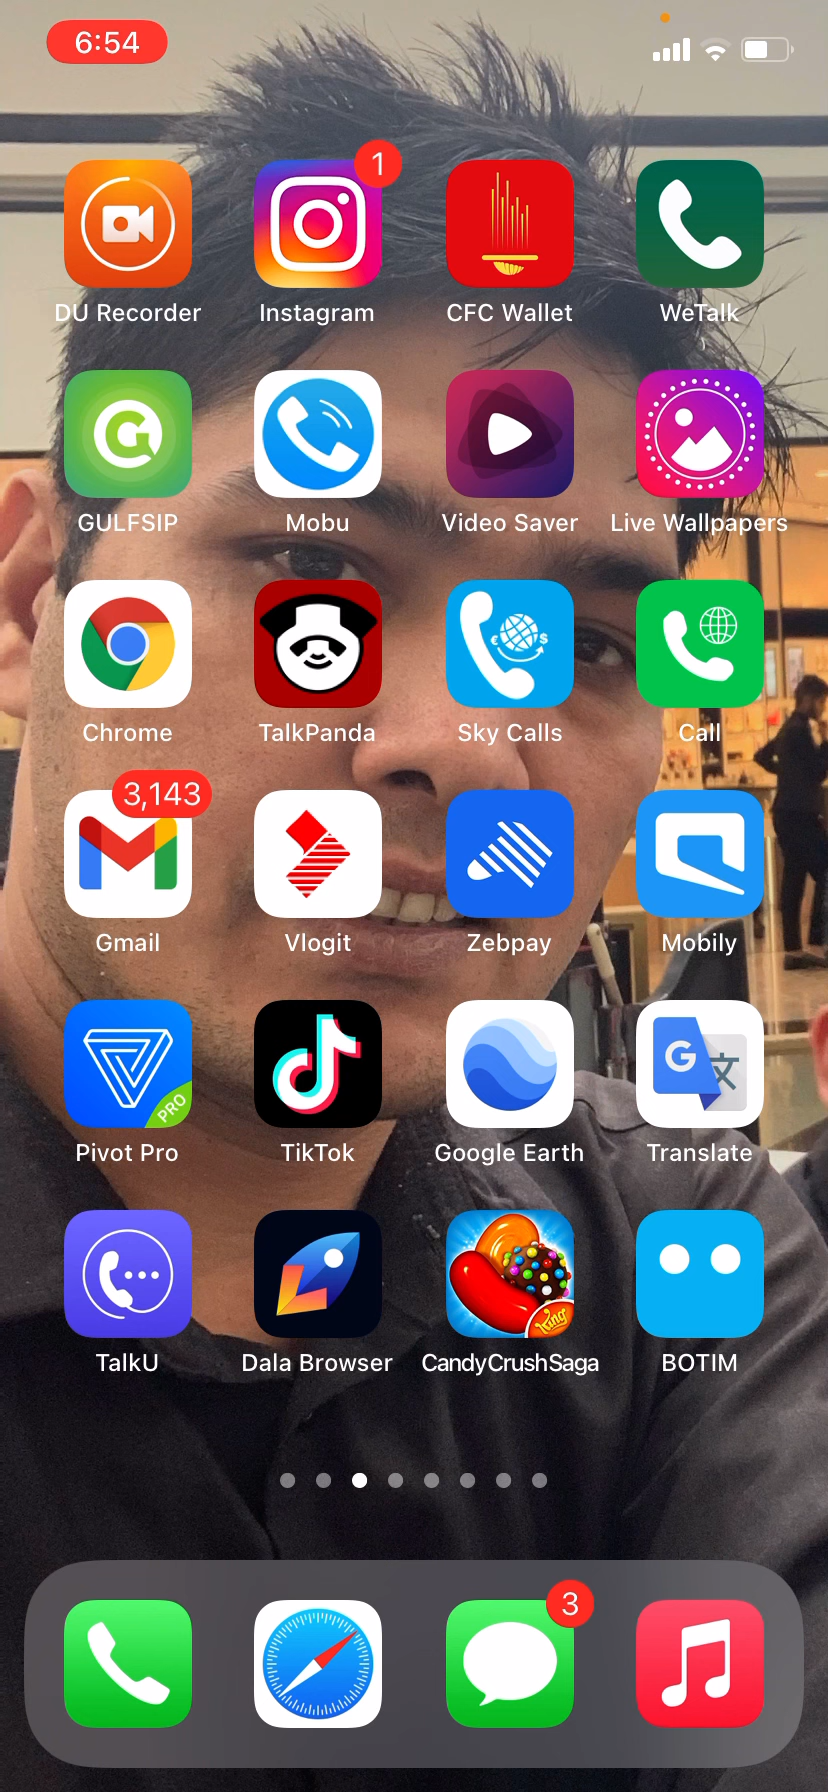 6:54
1
DU Recorder Instagram CFC Wallet WeTalk
GULFSIP Mobu Video Saver Live Wallpapers
€ $
Chrome TalkPanda Sky Calls Call
3,143
Gmail Vlogit Zebpay Mobily
PRO
G 文
Pivot Pro TikTok Google Earth Translate
King
TalkU Dala Browser CandyCrushSaga BOTIM
3